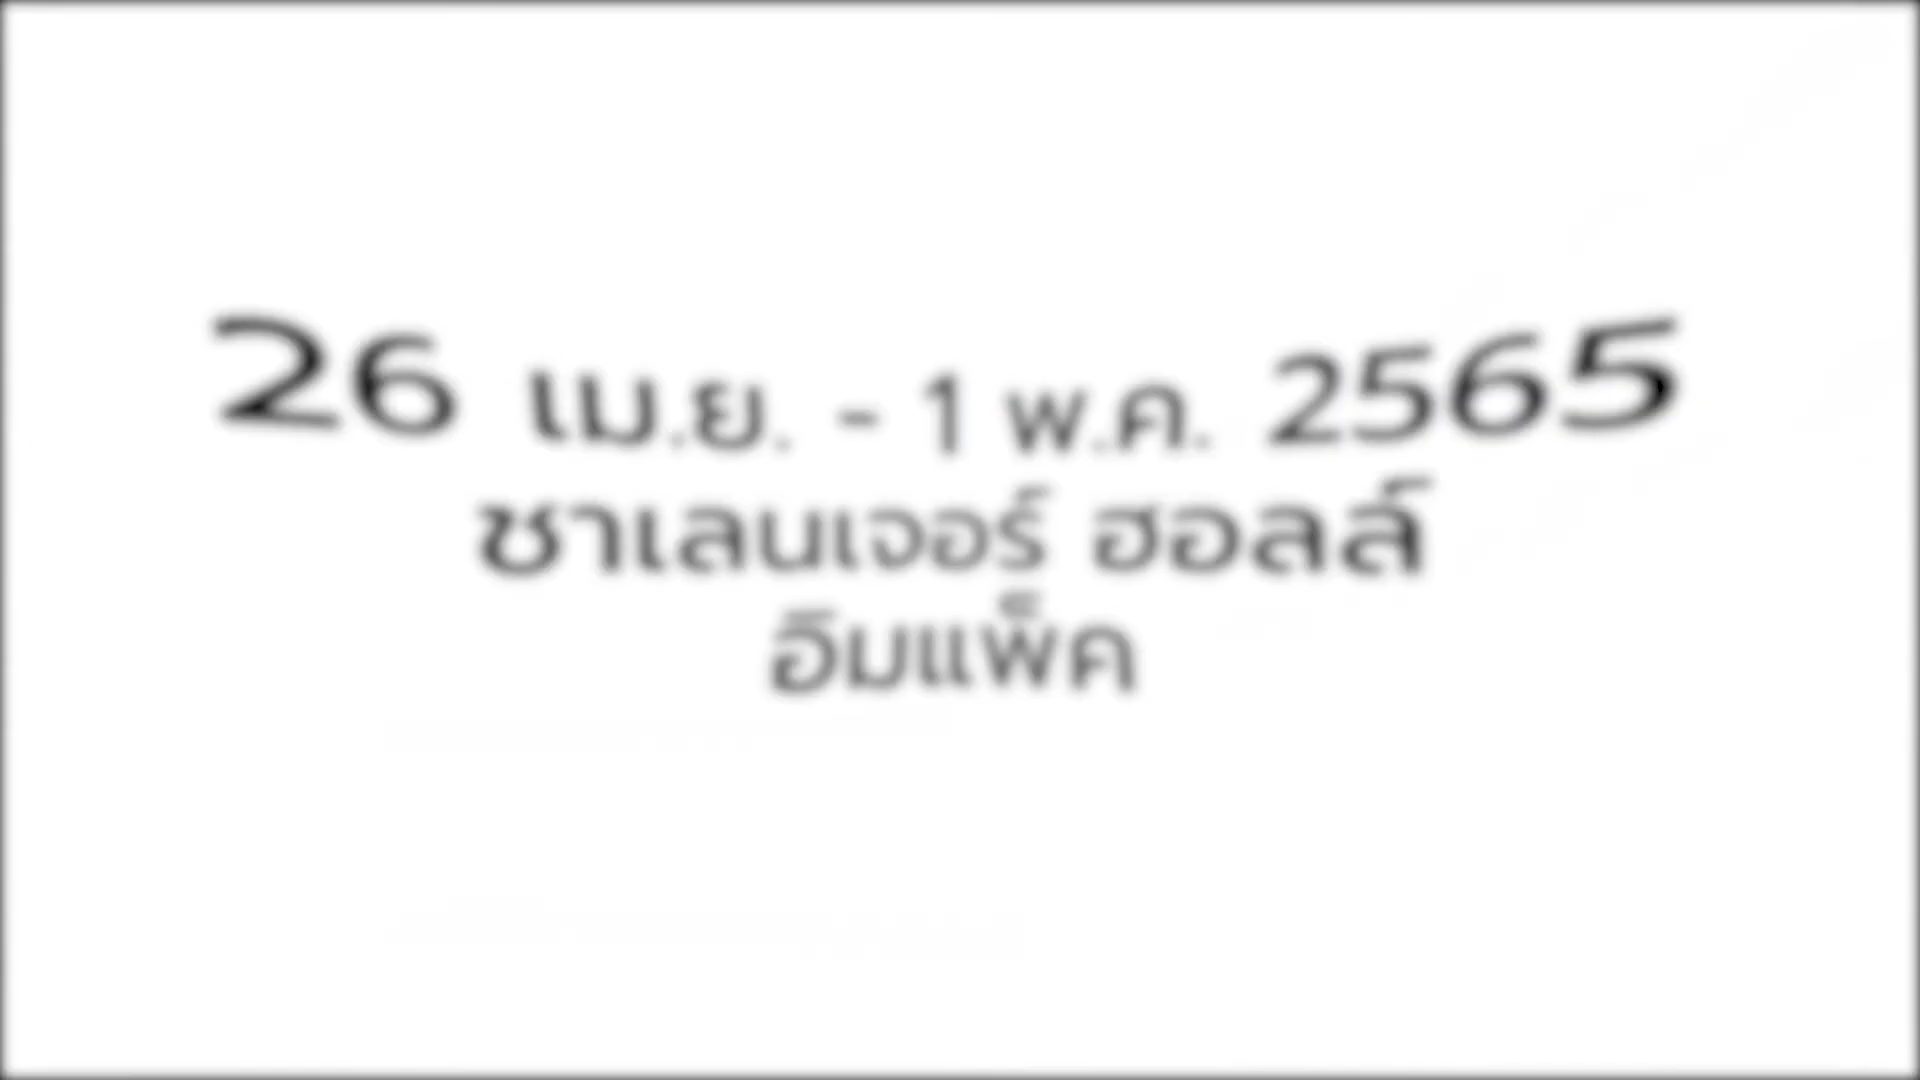 26 เม.ย. - 1 พ.ค. 2565
ชาเลนเจอร์ ฮอลล์
อิมแพ็ค